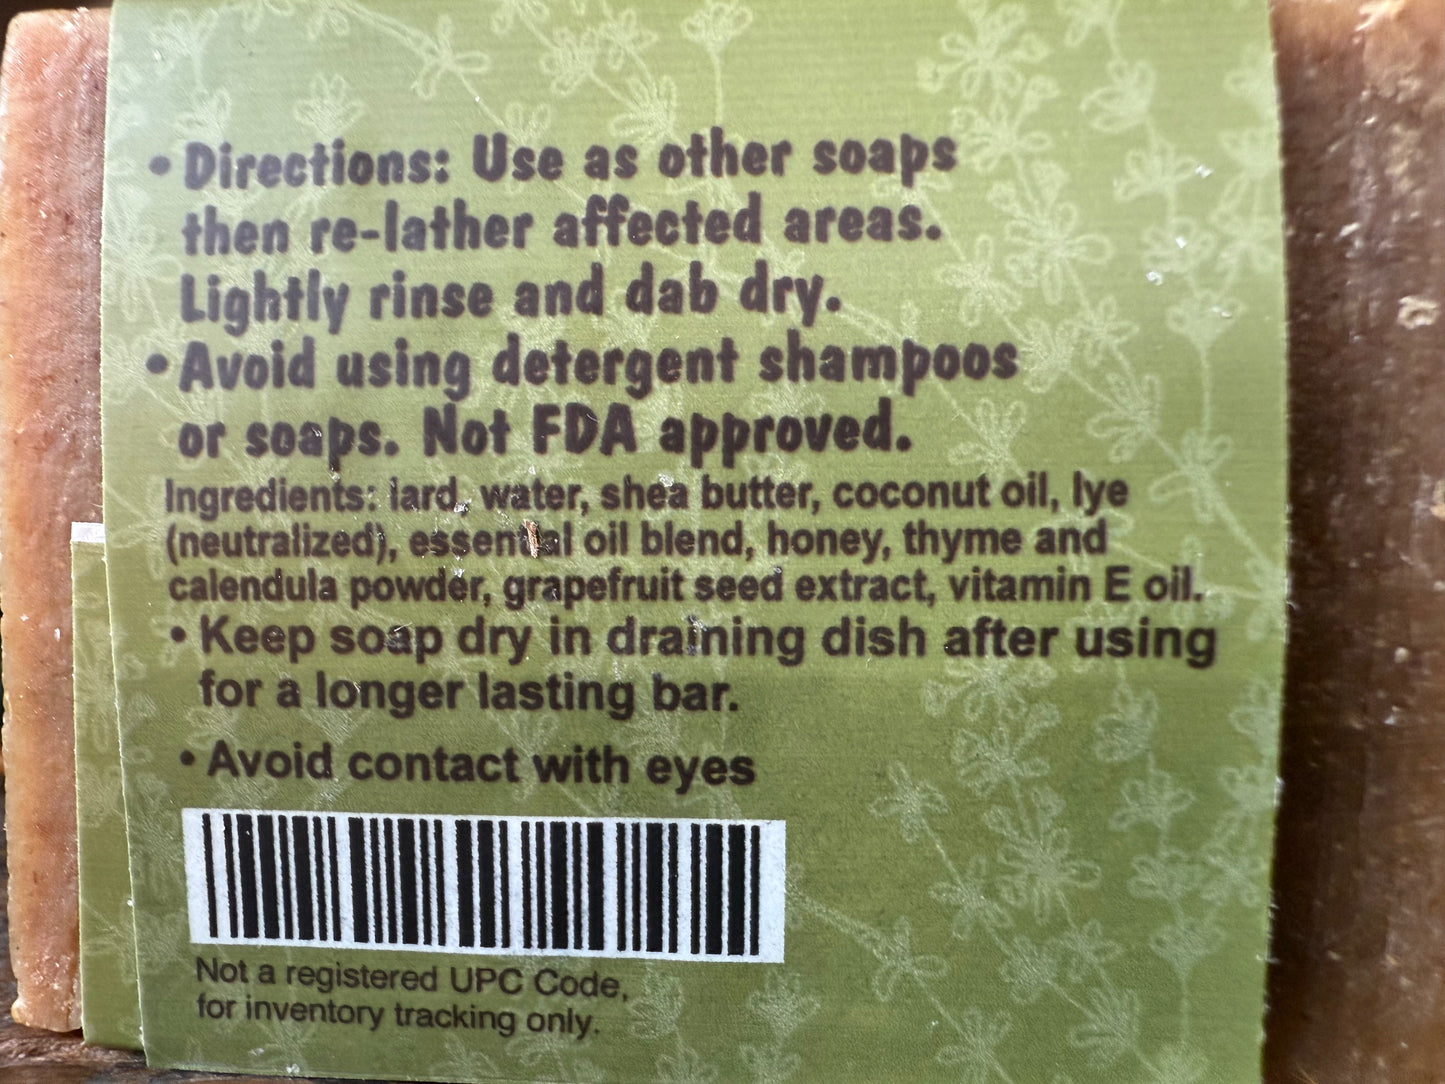 • Directions: Use as other soaps
then re-lather affected areas.
Lightly rinse and dab dry.
• Avoid using detergent shampoos
or soaps. Not FDA approved.
Ingredients: lard, water, shea butter, coconut oil, lye
(neutralized), essential oil blend, honey, thyme and
calendula powder, grapefruit seed extract, vitamin E oil.
• Keep soap dry in draining dish after using
for a longer lasting bar.
• Avoid contact with eyes
Not a registered UPC Code,
for inventory tracking only.